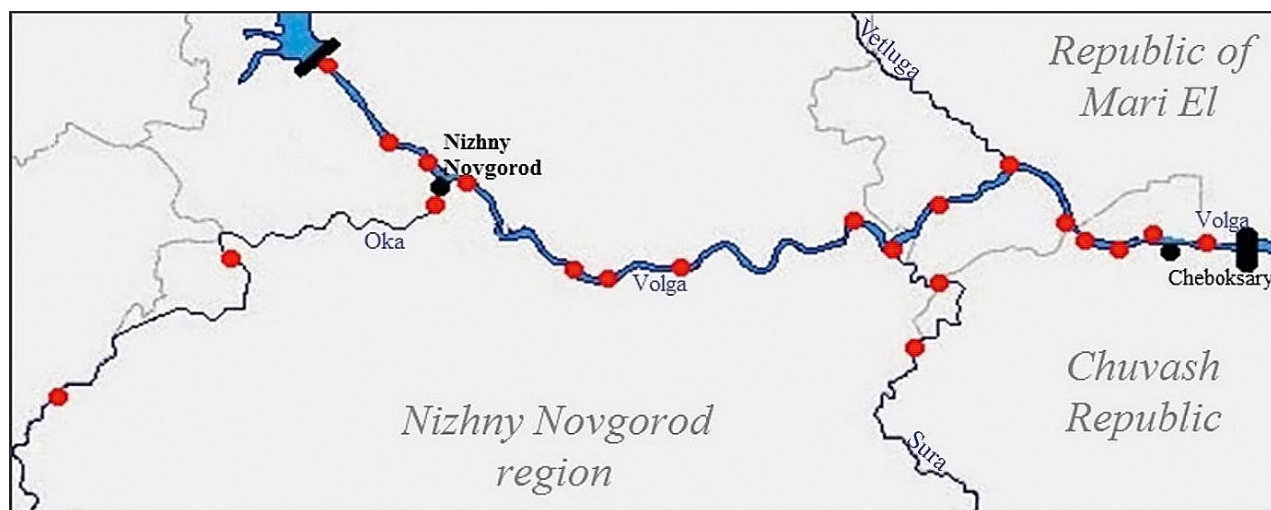 Vetluga
Republic of
Mari El
Nizhny
Novgorod
Oka
Volga
Volga
Cheboksary
Chuvash
Republic
Nizhny Novgorod
region
Sura